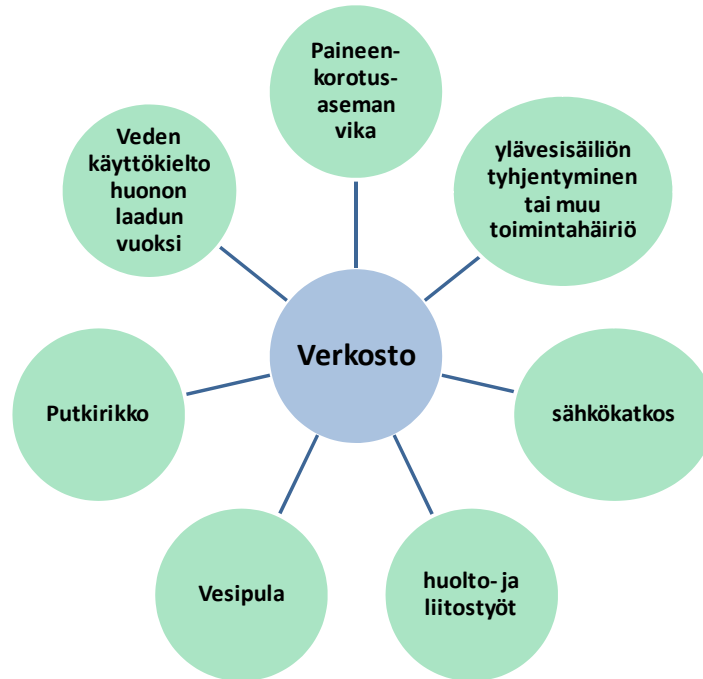 Paineen-
korotus-
aseman
vika
Veden
käyttökielto
huonon
laadun
vuoksi
ylävesisäiliön
tyhjentyminen
tai muu
toimintahäiriö
Verkosto
Putkirikko
sähkökatkos
Vesipula
huolto- ja
liitostyöt